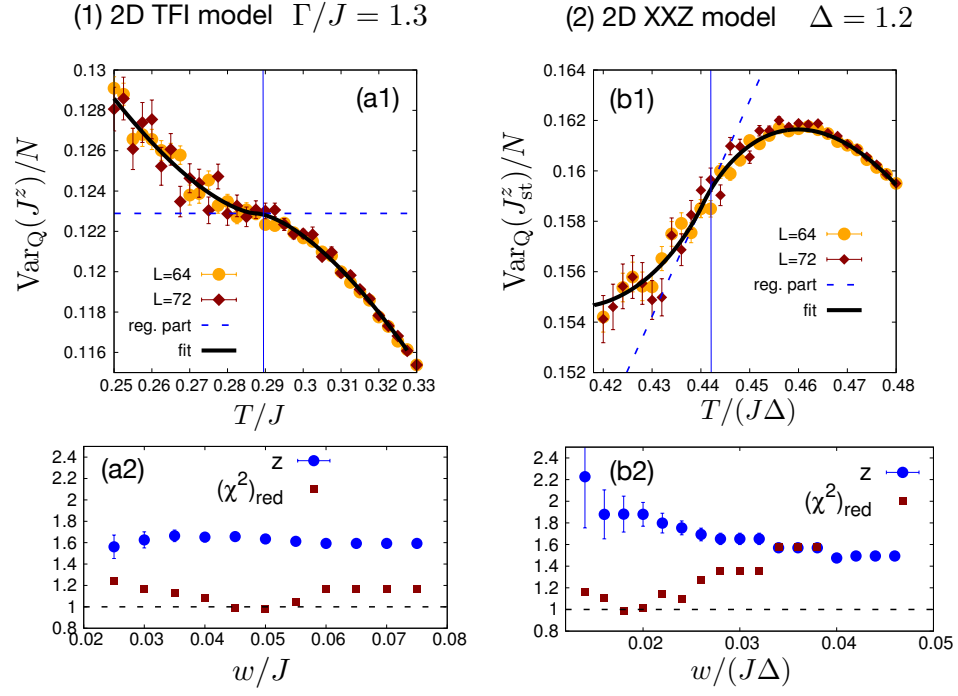 (1) 2D TFI model Γ/J = 1.3
(2) 2D XXZ model Δ = 1.2
(a1)
Var_Q(J^z)/N
0.13
0.128
0.126
0.124
0.122
0.12
0.118
0.116
L=64
L=72
reg. part
fit
0.25 0.26 0.27 0.28 0.29 0.30 0.31 0.32 0.33
T/J
(b1)
Var_Q(J^z_st)/N
0.164
0.162
0.16
0.158
0.156
0.154
0.152
L=64
L=72
reg. part
fit
0.42 0.43 0.44 0.45 0.46 0.47 0.48
T/(JΔ)
(a2)
z
(χ²)red
2.4
2.2
2
1.8
1.6
1.4
1.2
1
0.8
0.02 0.03 0.04 0.05 0.06 0.07 0.08
w/J
(b2)
z
(χ²)red
2.4
2.2
2
1.8
1.6
1.4
1.2
1
0.8
0.02 0.03 0.04 0.05
w/(JΔ)